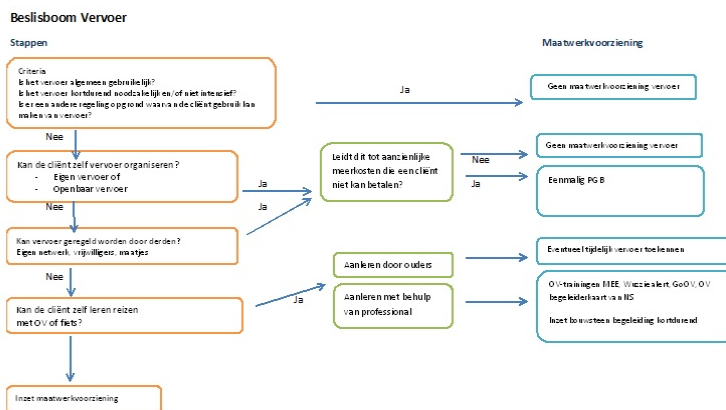 Beslisboom Vervoer
Stappen
Maatwerkvoorziening
Criteria
Is het vervoer algemeen gebruikelijk?
Is het vervoer kortdurend noodzakelijk en/of niet intensief?
Is er een andere regeling op grond waarvan de cliënt gebruik kan
maken van vervoer?
Ja
Geen maatwerkvoorziening vervoer
Nee
Kan de cliënt zelf vervoer organiseren?
- Eigen vervoer of
- Openbaar vervoer
Ja
Leidt dit tot aanzienlijke
meerkosten die een cliënt
niet kan betalen?
Nee
Geen maatwerkvoorziening vervoer
Ja
Eenmalig PGB
Nee
Ja
Kan vervoer geregeld worden door derden?
Eigen netwerk, vrijwilligers, maatjes
Nee
Kan de cliënt zelf leren reizen
met OV of fiets?
Ja
Aanleren door ouders
Eventueel tijdelijk vervoer toekennen
Aanleren met behulp
van professional
OV-trainingen MEE, Wizziealert, GoOV, OV
begeleiderkaart van NS
Inzet bouwsteen begeleiding kortdurend
Inzet maatwerkvoorziening